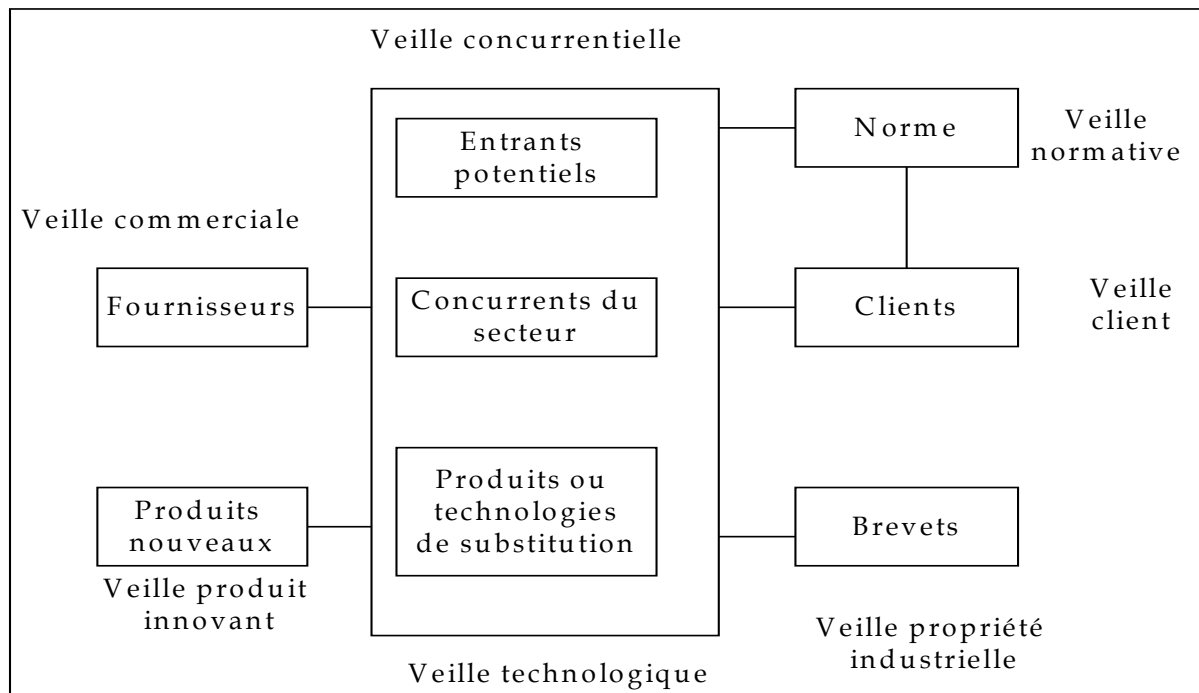 Veille concurrentielle
Entrants
potentiels
Norme
Veille
normative
Veille commerciale
Fournisseurs
Concurrents du
secteur
Clients
Veille
client
Produits
nouveaux
Veille produit
innovant
Produits ou
technologies
de substitution
Brevets
Veille propriété
industrielle
Veille technologique